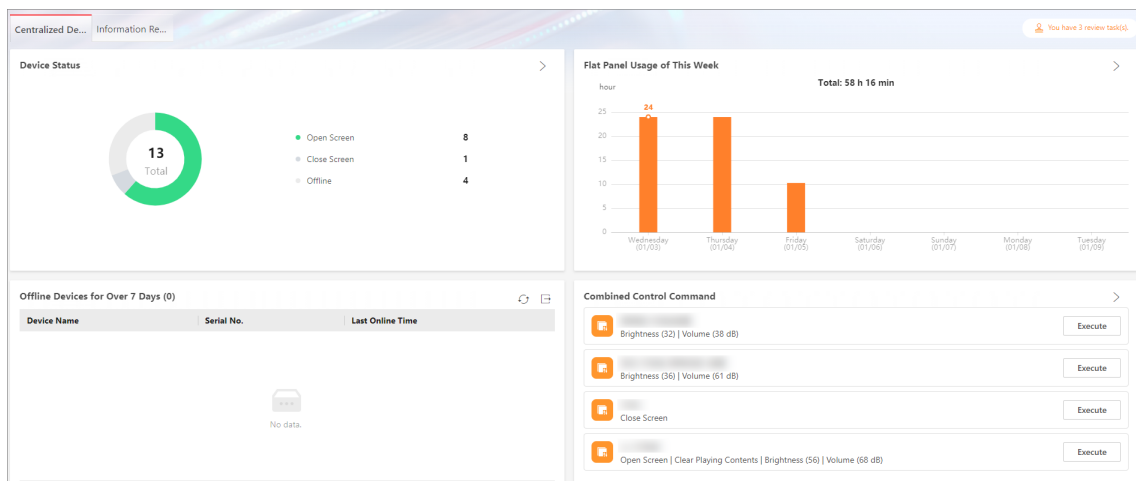 Centralized De...
Information Re...
You have 3 review task(s).
Device Status
13
Total
Open Screen 8
Close Screen 1
Offline 4
Flat Panel Usage of This Week
Total: 58 h 16 min
hour
25
20
15
10
5
0
24
Wednesday
(01/03)
Thursday
(01/04)
Friday
(01/05)
Saturday
(01/06)
Sunday
(01/07)
Monday
(01/08)
Tuesday
(01/09)
Offline Devices for Over 7 Days (0)
Device Name Serial No. Last Online Time
No data.
Combined Control Command
Brightness (32) | Volume (38 dB)
Execute
Brightness (36) | Volume (61 dB)
Execute
Close Screen
Execute
Open Screen | Clear Playing Contents | Brightness (56) | Volume (68 dB)
Execute